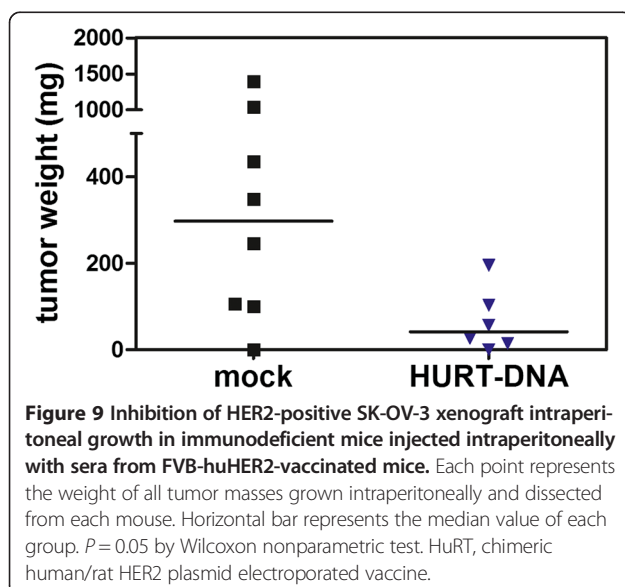 2000
1500
1000
400
200
0
tumor weight (mg)
mock HURT-DNA
Figure 9 Inhibition of HER2-positive SK-OV-3 xenograft intraperi-
toneal growth in immunodeficient mice injected intraperitoneally
with sera from FVB-huHER2-vaccinated mice. Each point represents
the weight of all tumor masses grown intraperitoneally and dissected
from each mouse. Horizontal bar represents the median value of each
group. P = 0.05 by Wilcoxon nonparametric test. HuRT, chimeric
human/rat HER2 plasmid electroporated vaccine.